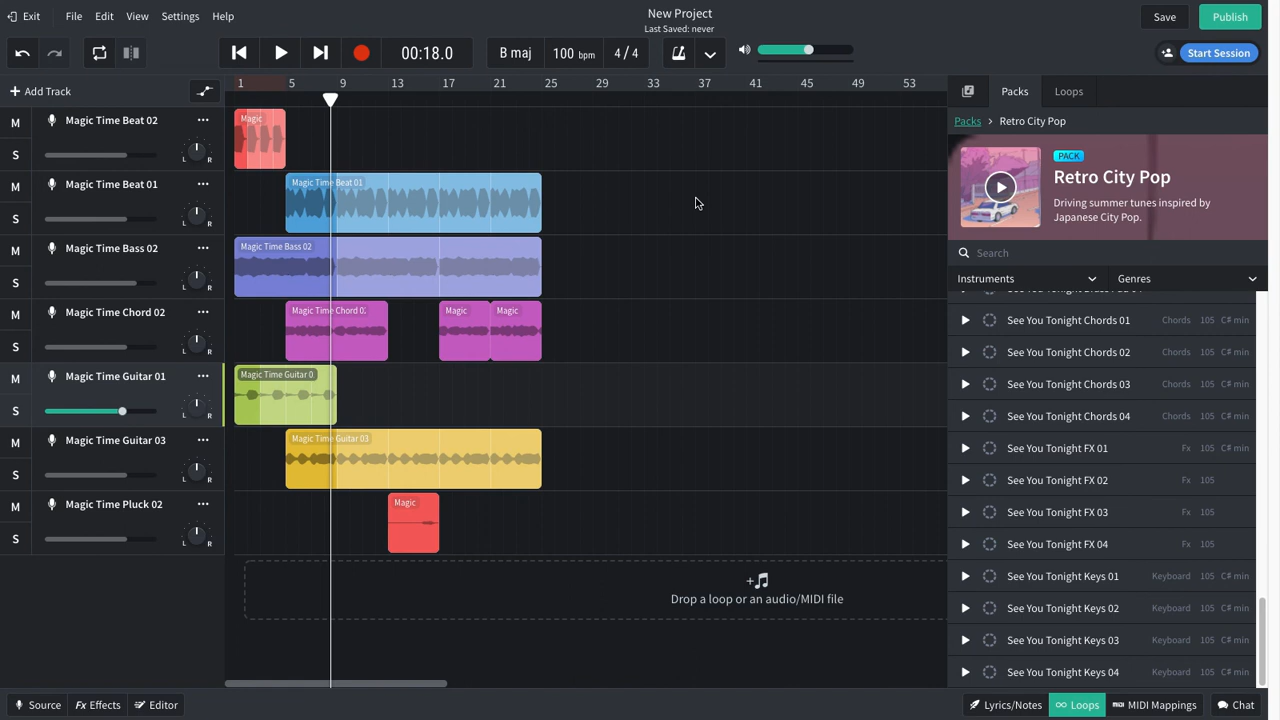 Exit File Edit View Settings Help
New Project
Last Saved: never
Save Publish
00:18.0 B maj 100 bpm 4 / 4
Start Session
Add Track
1 5 9 13 17 21 25 29 33 37 41 45 49 53
Packs Loops
Packs > Retro City Pop
PACK
Retro City Pop
Driving summer tunes inspired by
Japanese City Pop.
Search
Instruments Genres
M Magic Time Beat 02 ...
S L R
Magic
M Magic Time Beat 01 ...
S L R
Magic Time Beat 01
M Magic Time Bass 02 ...
S L R
Magic Time Bass 02
M Magic Time Chord 02 ...
S L R
Magic Time Chord 02 Magic Magic
M Magic Time Guitar 01 ...
S L R
Magic Time Guitar 0
M Magic Time Guitar 03 ...
S L R
Magic Time Guitar 03
M Magic Time Pluck 02 ...
S L R
Magic
+
Drop a loop or an audio/MIDI file
See You Tonight Chords 01 Chords 105 C# min
See You Tonight Chords 02 Chords 105 C# min
See You Tonight Chords 03 Chords 105 C# min
See You Tonight Chords 04 Chords 105 C# min
See You Tonight FX 01 Fx 105
See You Tonight FX 02 Fx 105
See You Tonight FX 03 Fx 105
See You Tonight FX 04 Fx 105
See You Tonight Keys 01 Keyboard 105 C# min
See You Tonight Keys 02 Keyboard 105 C# min
See You Tonight Keys 03 Keyboard 105 C# min
See You Tonight Keys 04 Keyboard 105 C# min
Source Fx Effects Editor
Lyrics/Notes Loops MIDI Mappings Chat